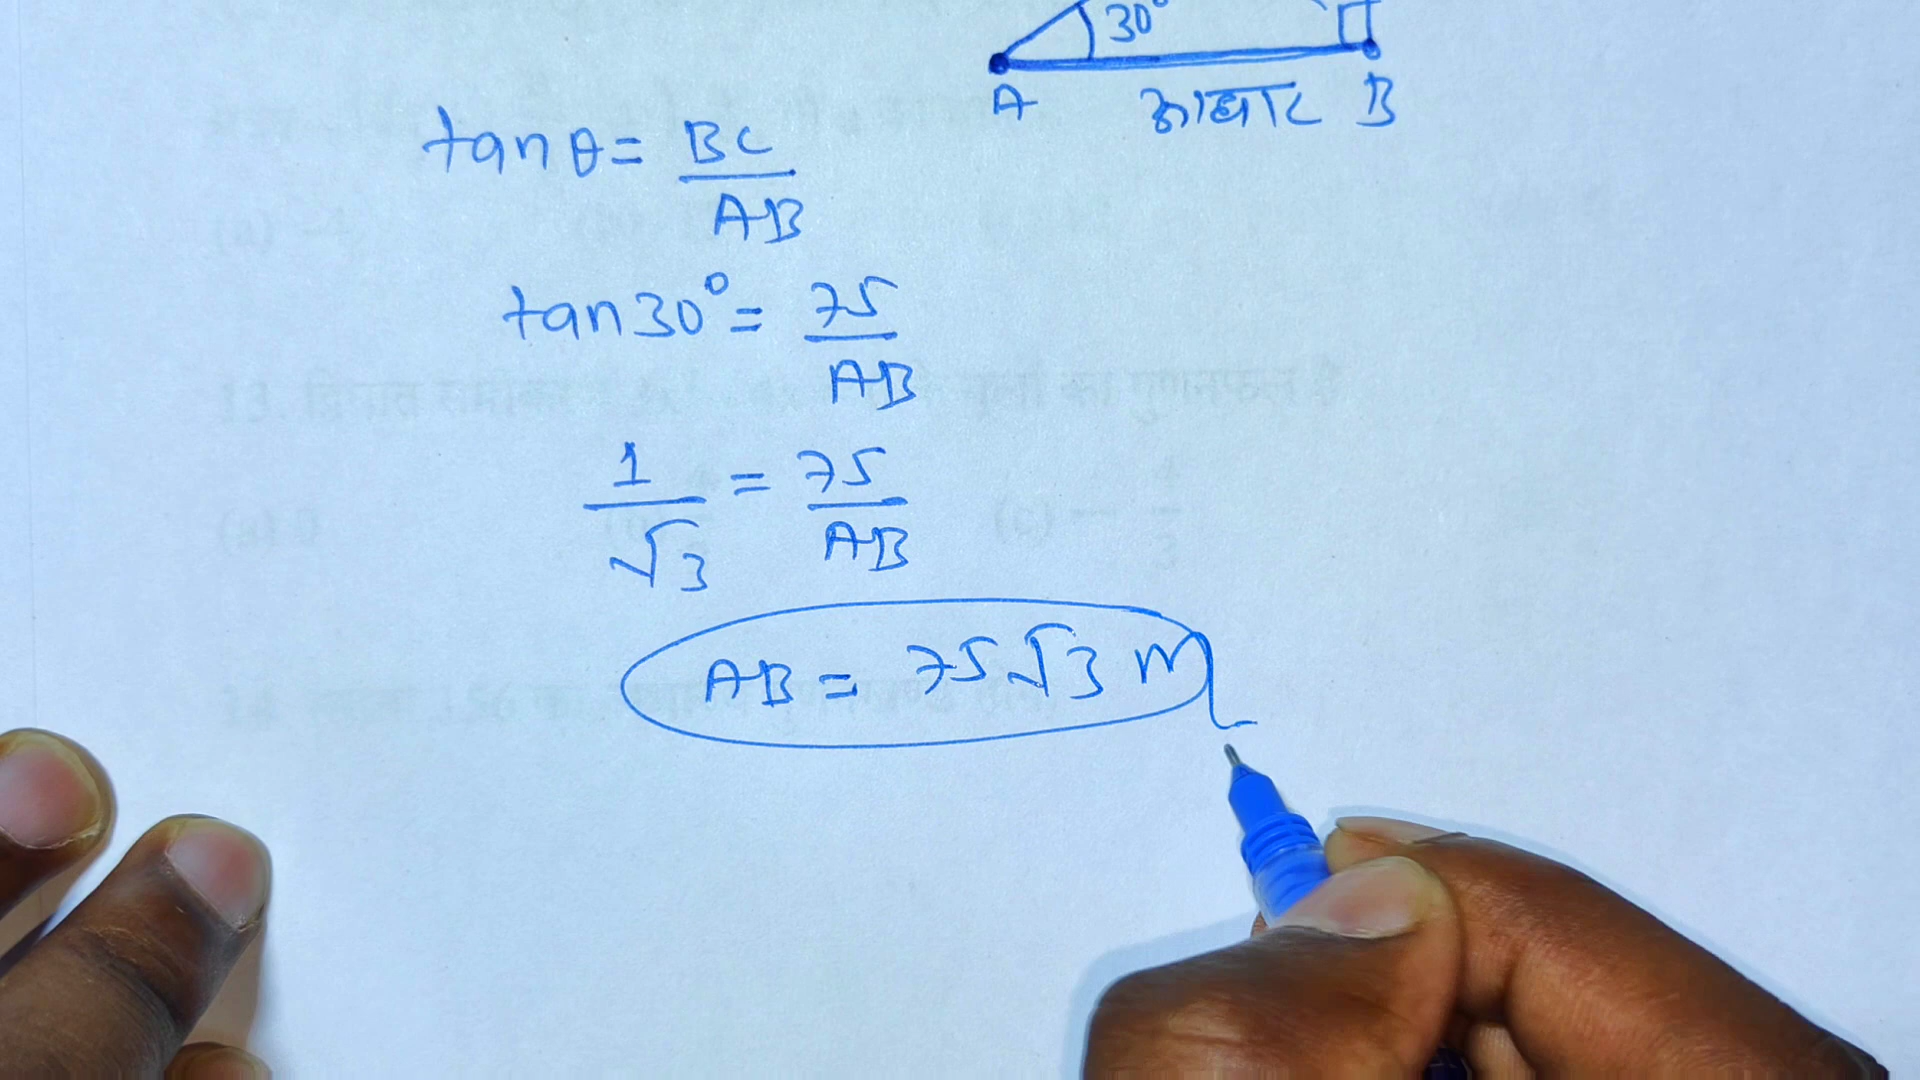 30°
A आधार B
tan θ = BC / AB
tan 30° = 75 / AB
1 / √3 = 75 / AB
AB = 75√3 m